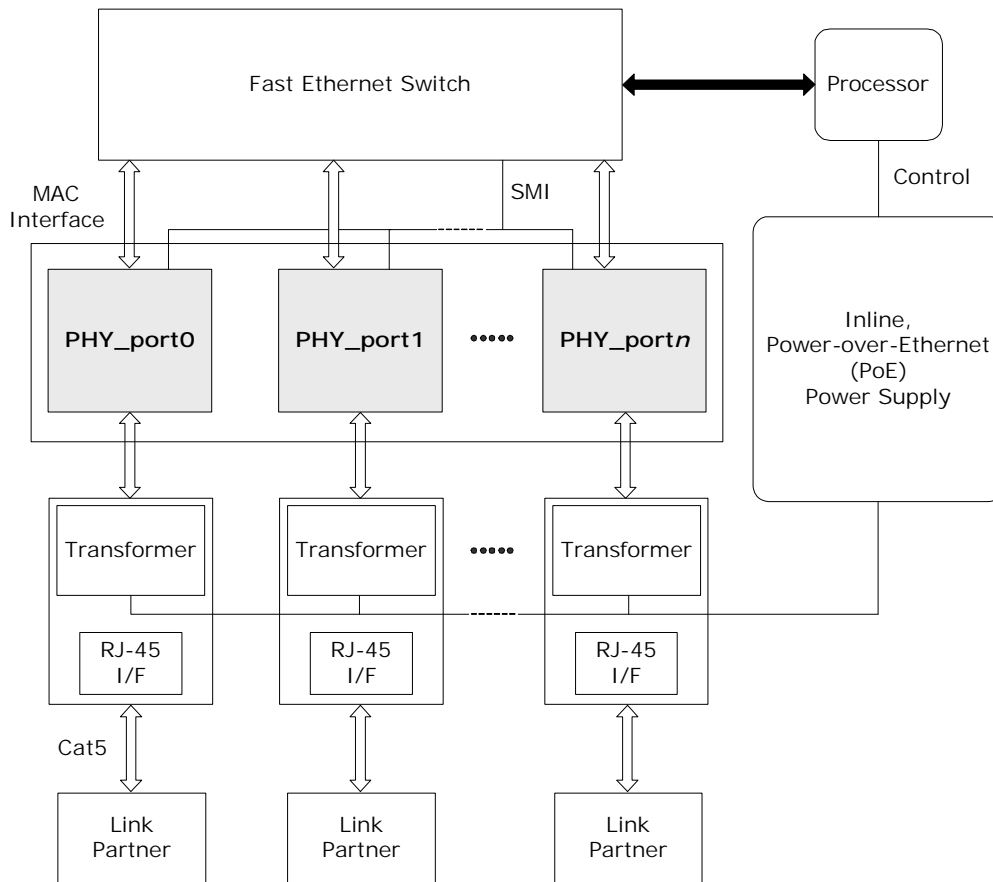 Fast Ethernet Switch
Processor
MAC
Interface
SMI
Control
PHY_port0
PHY_port1
PHY_portn
Inline,
Power-over-Ethernet
(PoE)
Power Supply
Transformer
Transformer
Transformer
RJ-45
I/F
RJ-45
I/F
RJ-45
I/F
Cat5
Link
Partner
Link
Partner
Link
Partner